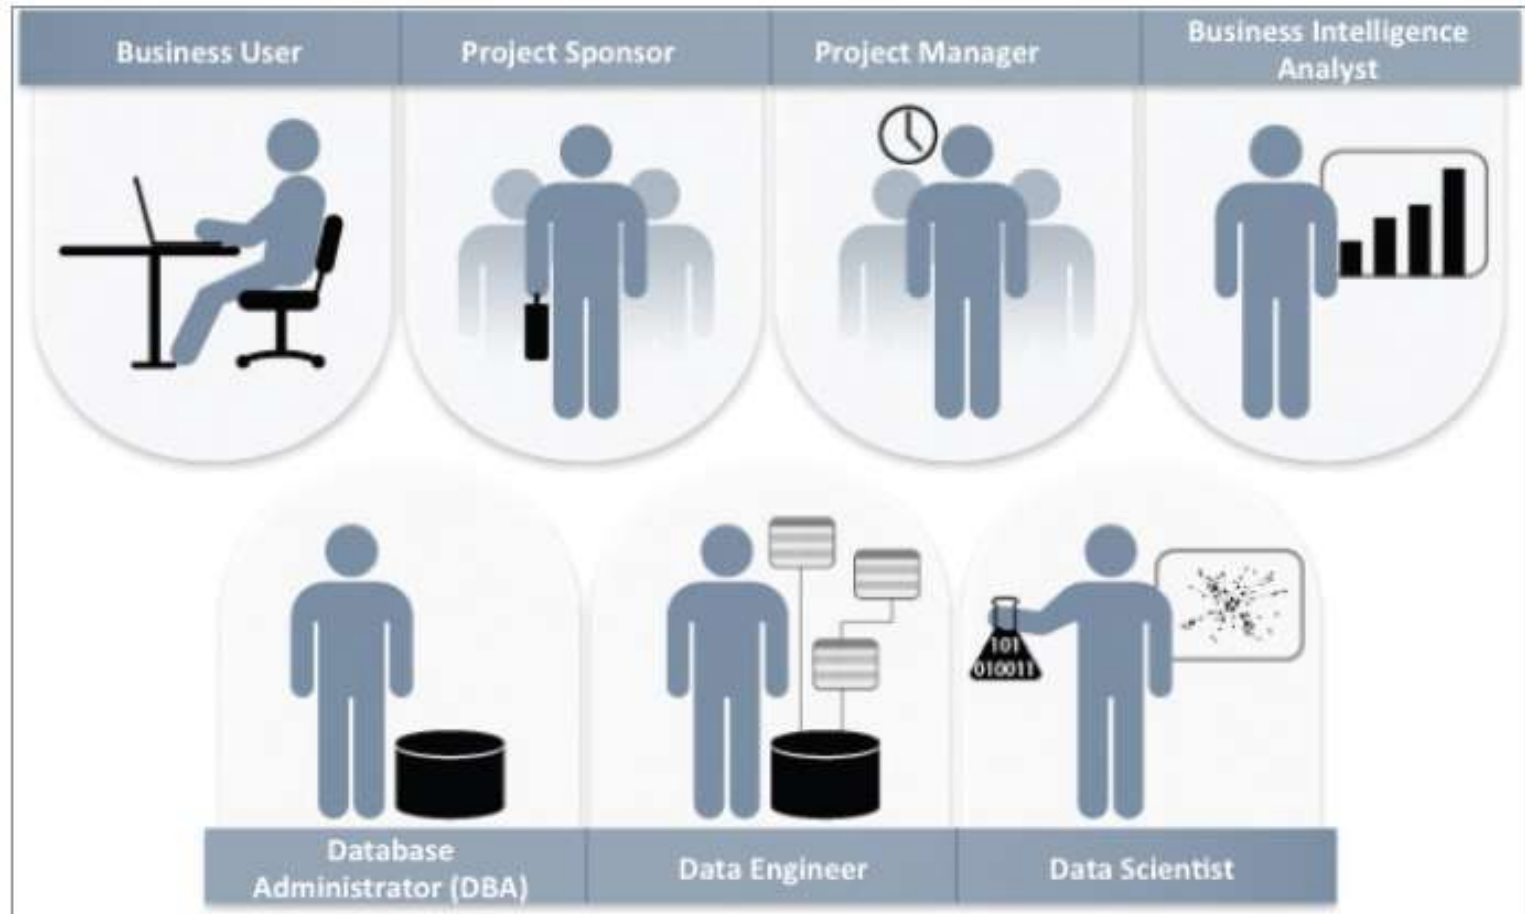 Business User
Project Sponsor
Project Manager
Business Intelligence
Analyst
101
010011
Database
Administrator (DBA)
Data Engineer
Data Scientist